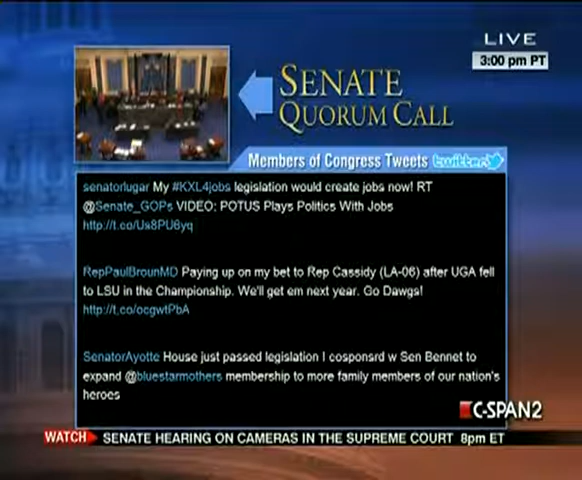 LIVE
3:00 pm PT
SENATE
QUORUM CALL
Members of Congress Tweets twitter
senatorlugar My #KXL4jobs legislation would create jobs now! RT
@Senate_GOPs VIDEO: POTUS Plays Politics With Jobs
http://t.co/Us8PU6yq
RepPaulBrounMD Paying up on my bet to Rep Cassidy (LA-06) after UGA fell
to LSU in the Championship. We'll get em next year. Go Dawgs!
http://t.co/ocgwtPbA
SenatorAyotte House just passed legislation I cosponsrd w Sen Bennet to
expand @bluestarmothers membership to more family members of our nation's
heroes
C-SPAN2
WATCH SENATE HEARING ON CAMERAS IN THE SUPREME COURT 8pm ET